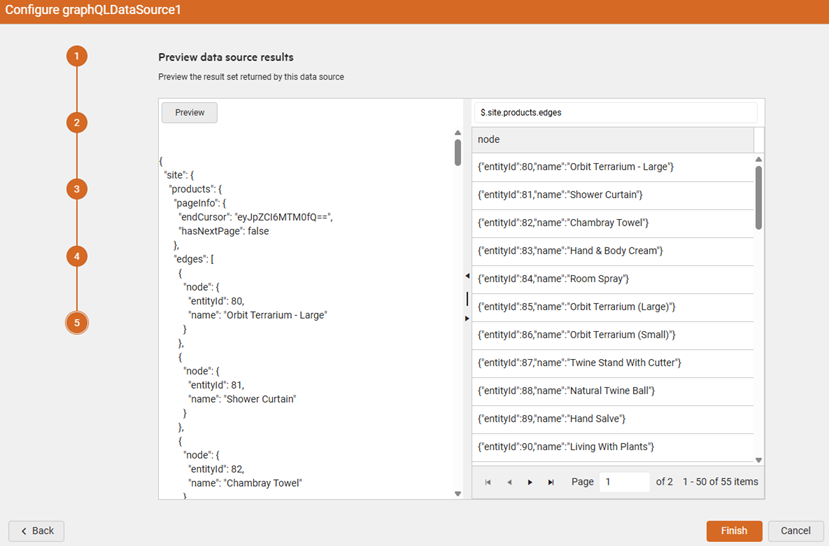 Configure graphQLDataSource1
1
2
3
4
5
Preview data source results
Preview the result set returned by this data source
Preview
{
"site": {
"products": {
"pageInfo": {
"endCursor": "eyJpZCI6MTM0fQ==",
"hasNextPage": false
},
"edges": [
{
"node": {
"entityId": 80,
"name": "Orbit Terrarium - Large"
}
},
{
"node": {
"entityId": 81,
"name": "Shower Curtain"
}
},
{
"node": {
"entityId": 82,
"name": "Chambray Towel"
}
$.site.products.edges
node
{"entityId":80,"name":"Orbit Terrarium - Large"}
{"entityId":81,"name":"Shower Curtain"}
{"entityId":82,"name":"Chambray Towel"}
{"entityId":83,"name":"Hand & Body Cream"}
{"entityId":84,"name":"Room Spray"}
{"entityId":85,"name":"Orbit Terrarium (Large)"}
{"entityId":86,"name":"Orbit Terrarium (Small)"}
{"entityId":87,"name":"Twine Stand With Cutter"}
{"entityId":88,"name":"Natural Twine Ball"}
{"entityId":89,"name":"Hand Salve"}
{"entityId":90,"name":"Living With Plants"}
Page 1 of 2 1 - 50 of 55 items
Back
Finish
Cancel